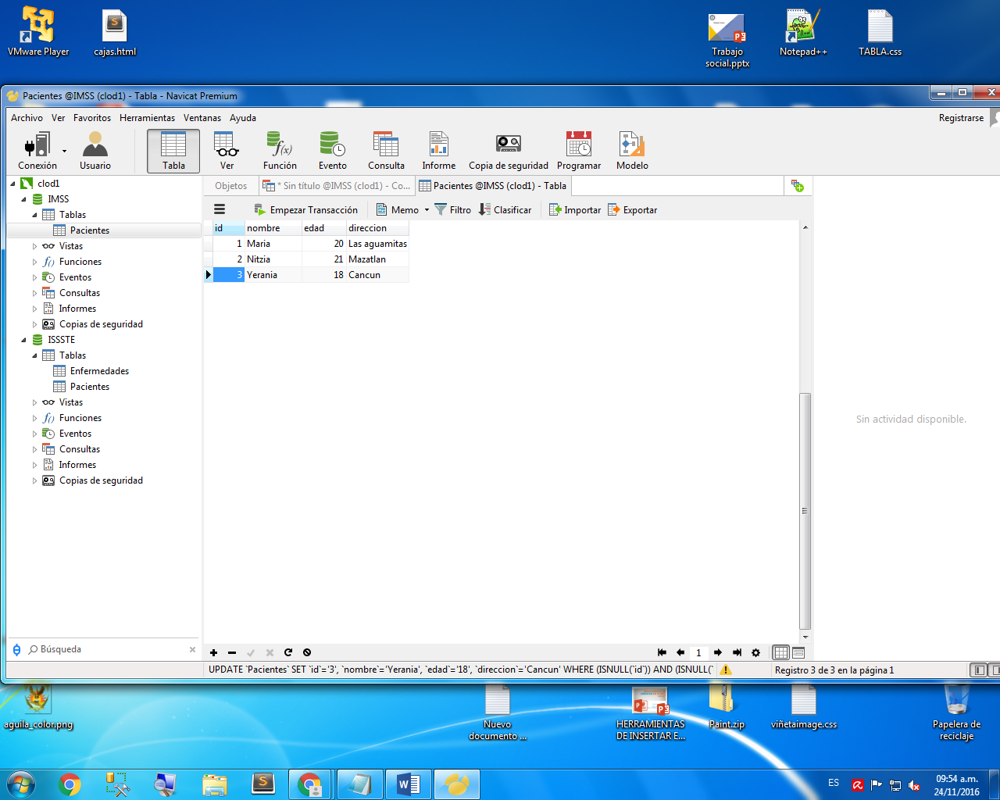 VMware Player
cajas.html
Trabajo
social.pptx
Notepad++
TABLA.css
Pacientes @IMSS (clod1) - Tabla - Navicat Premium
Archivo Ver Favoritos Herramientas Ventanas Ayuda
Registrarse
Conexión Usuario Tabla Ver Función Evento Consulta Informe Copia de seguridad Programar Modelo
clod1
IMSS
Tablas
Pacientes
Vistas
Funciones
Eventos
Consultas
Informes
Copias de seguridad
ISSSTE
Tablas
Enfermedades
Pacientes
Vistas
Funciones
Eventos
Consultas
Informes
Copias de seguridad
Búsqueda
Objetos * Sin título @IMSS (clod1) - Co... Pacientes @IMSS (clod1) - Tabla
Empezar Transacción Memo Filtro Clasificar Importar Exportar
id nombre edad direccion
1 Maria 20 Las aguamitas
2 Nitzia 21 Mazatlan
3 Yerania 18 Cancun
Sin actividad disponible.
1
UPDATE `Pacientes` SET `id`='3', `nombre`='Yerania', `edad`='18', `direccion`='Cancun' WHERE (ISNULL(`id`)) AND (ISNULL(`
Registro 3 de 3 en la página 1
aguila_color.png
Nuevo
documento ...
HERRAMIENTAS
DE INSERTAR E...
Paint.zip
viñetaimage.css
Papelera de
reciclaje
ES
09:54 a.m.
24/11/2016